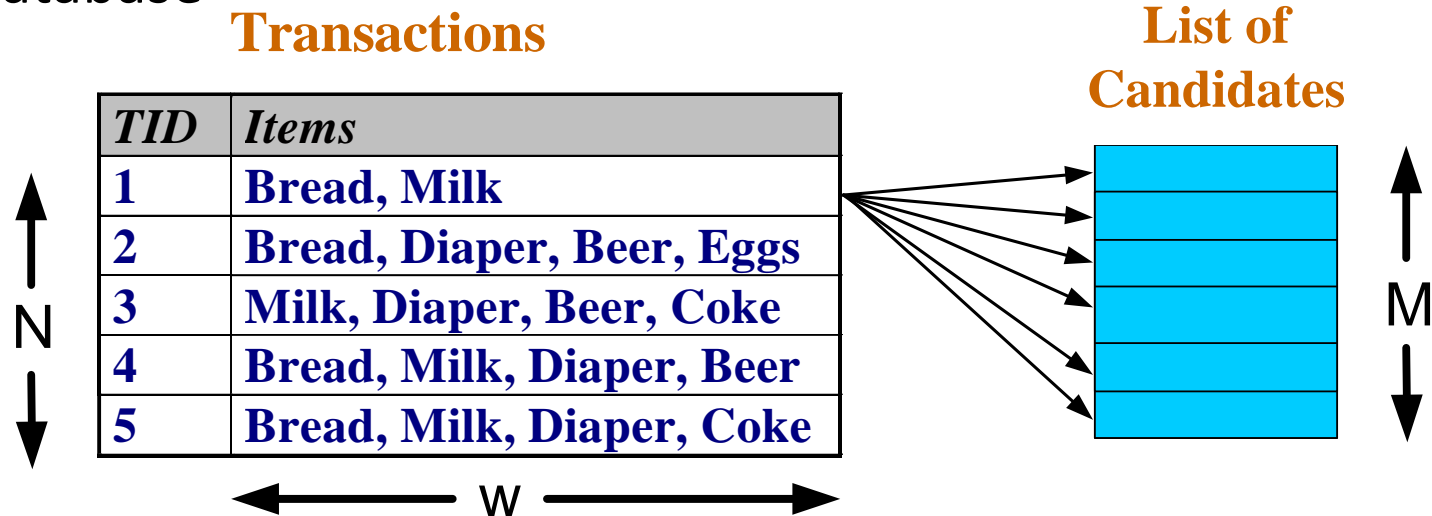 Transactions
List of
Candidates
TID Items
1 Bread, Milk
2 Bread, Diaper, Beer, Eggs
3 Milk, Diaper, Beer, Coke
4 Bread, Milk, Diaper, Beer
5 Bread, Milk, Diaper, Coke
N
M
w